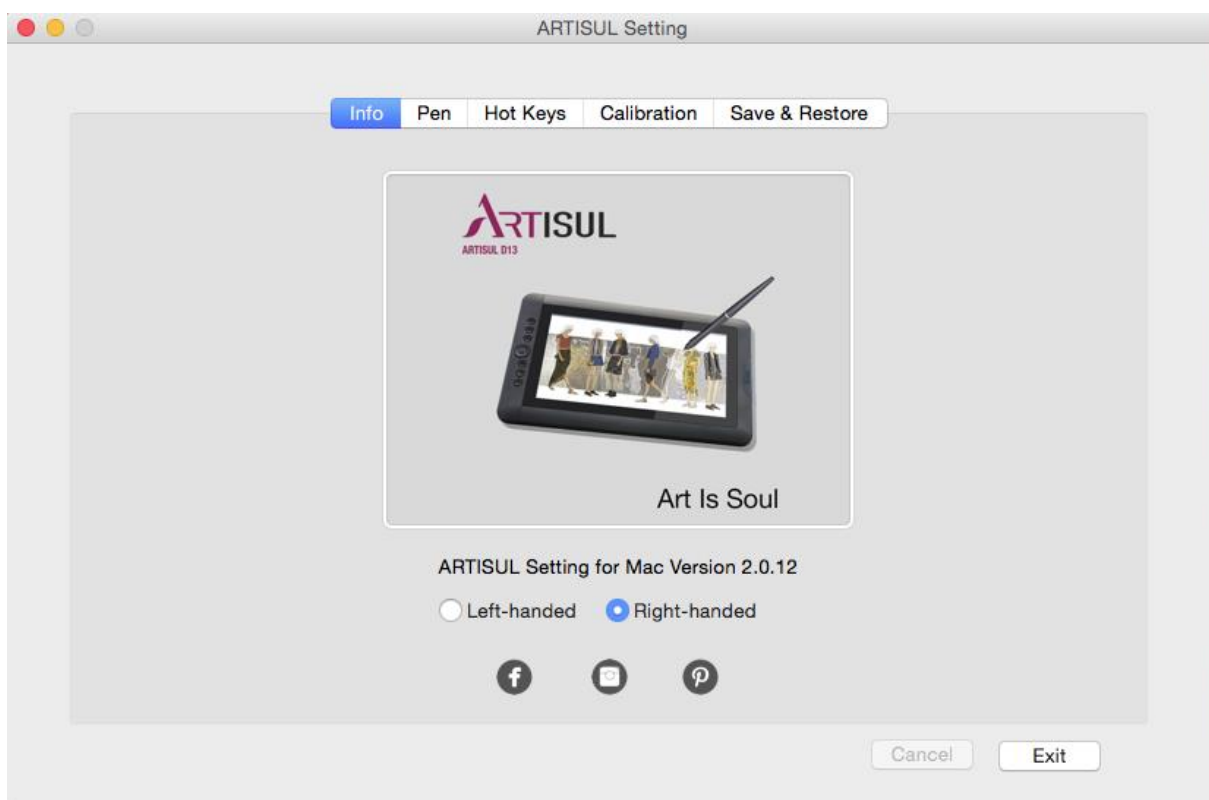 ARTISUL Setting
Info Pen Hot Keys Calibration Save & Restore
ARTISUL
ARTISUL D13
Art Is Soul
ARTISUL Setting for Mac Version 2.0.12
Left-handed Right-handed
Cancel Exit